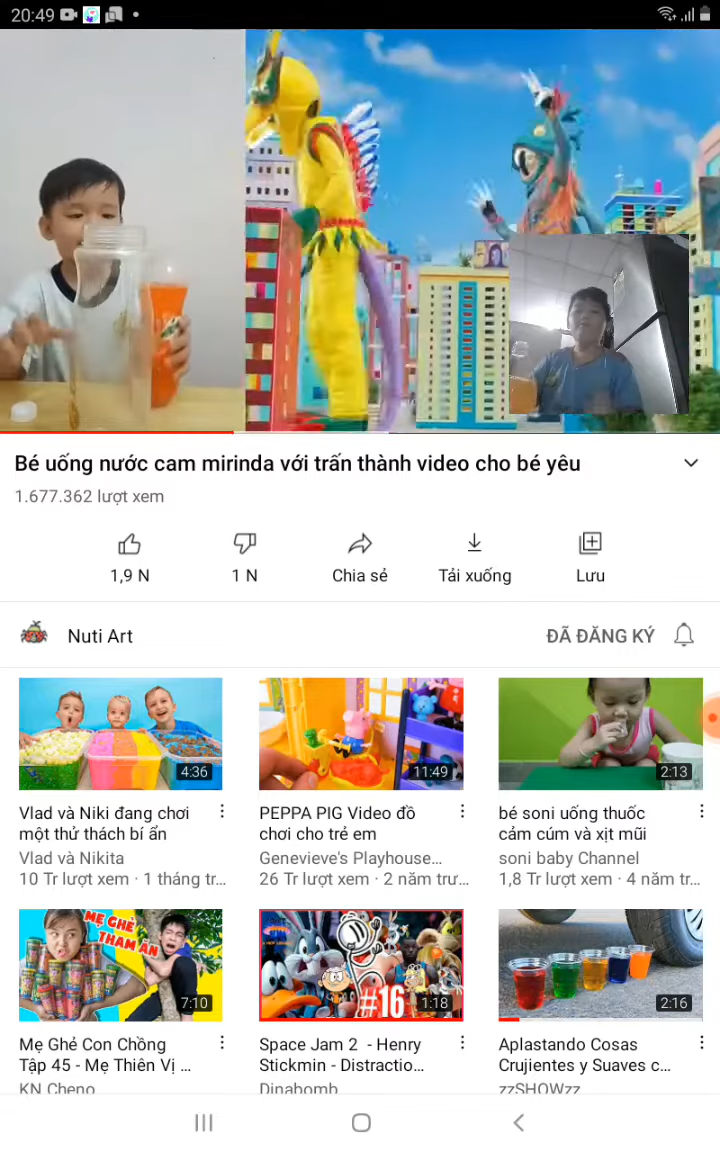 20:49
Bé uống nước cam mirinda với trấn thành video cho bé yêu
1.677.362 lượt xem
1,9 N
1 N
Chia sẻ
Tải xuống
Lưu
Nuti Art
ĐÃ ĐĂNG KÝ
4:36
11:49
2:13
Vlad và Niki đang chơi
một thử thách bí ẩn
Vlad và Nikita
10 Tr lượt xem · 1 tháng tr...
PEPPA PIG Video đồ
chơi cho trẻ em
Genevieve's Playhouse...
26 Tr lượt xem · 2 năm trư...
bé soni uống thuốc
cảm cúm và xịt mũi
soni baby Channel
1,8 Tr lượt xem · 4 năm tr...
MẸ GHẺ
THAM ĂN
7:10
#16
1:18
2:16
Mẹ Ghẻ Con Chồng
Tập 45 - Mẹ Thiên Vị ...
KN Cheno
Space Jam 2 - Henry
Stickmin - Distractio...
Dinabomb
Aplastando Cosas
Crujientes y Suaves c...
zzSHOWzz